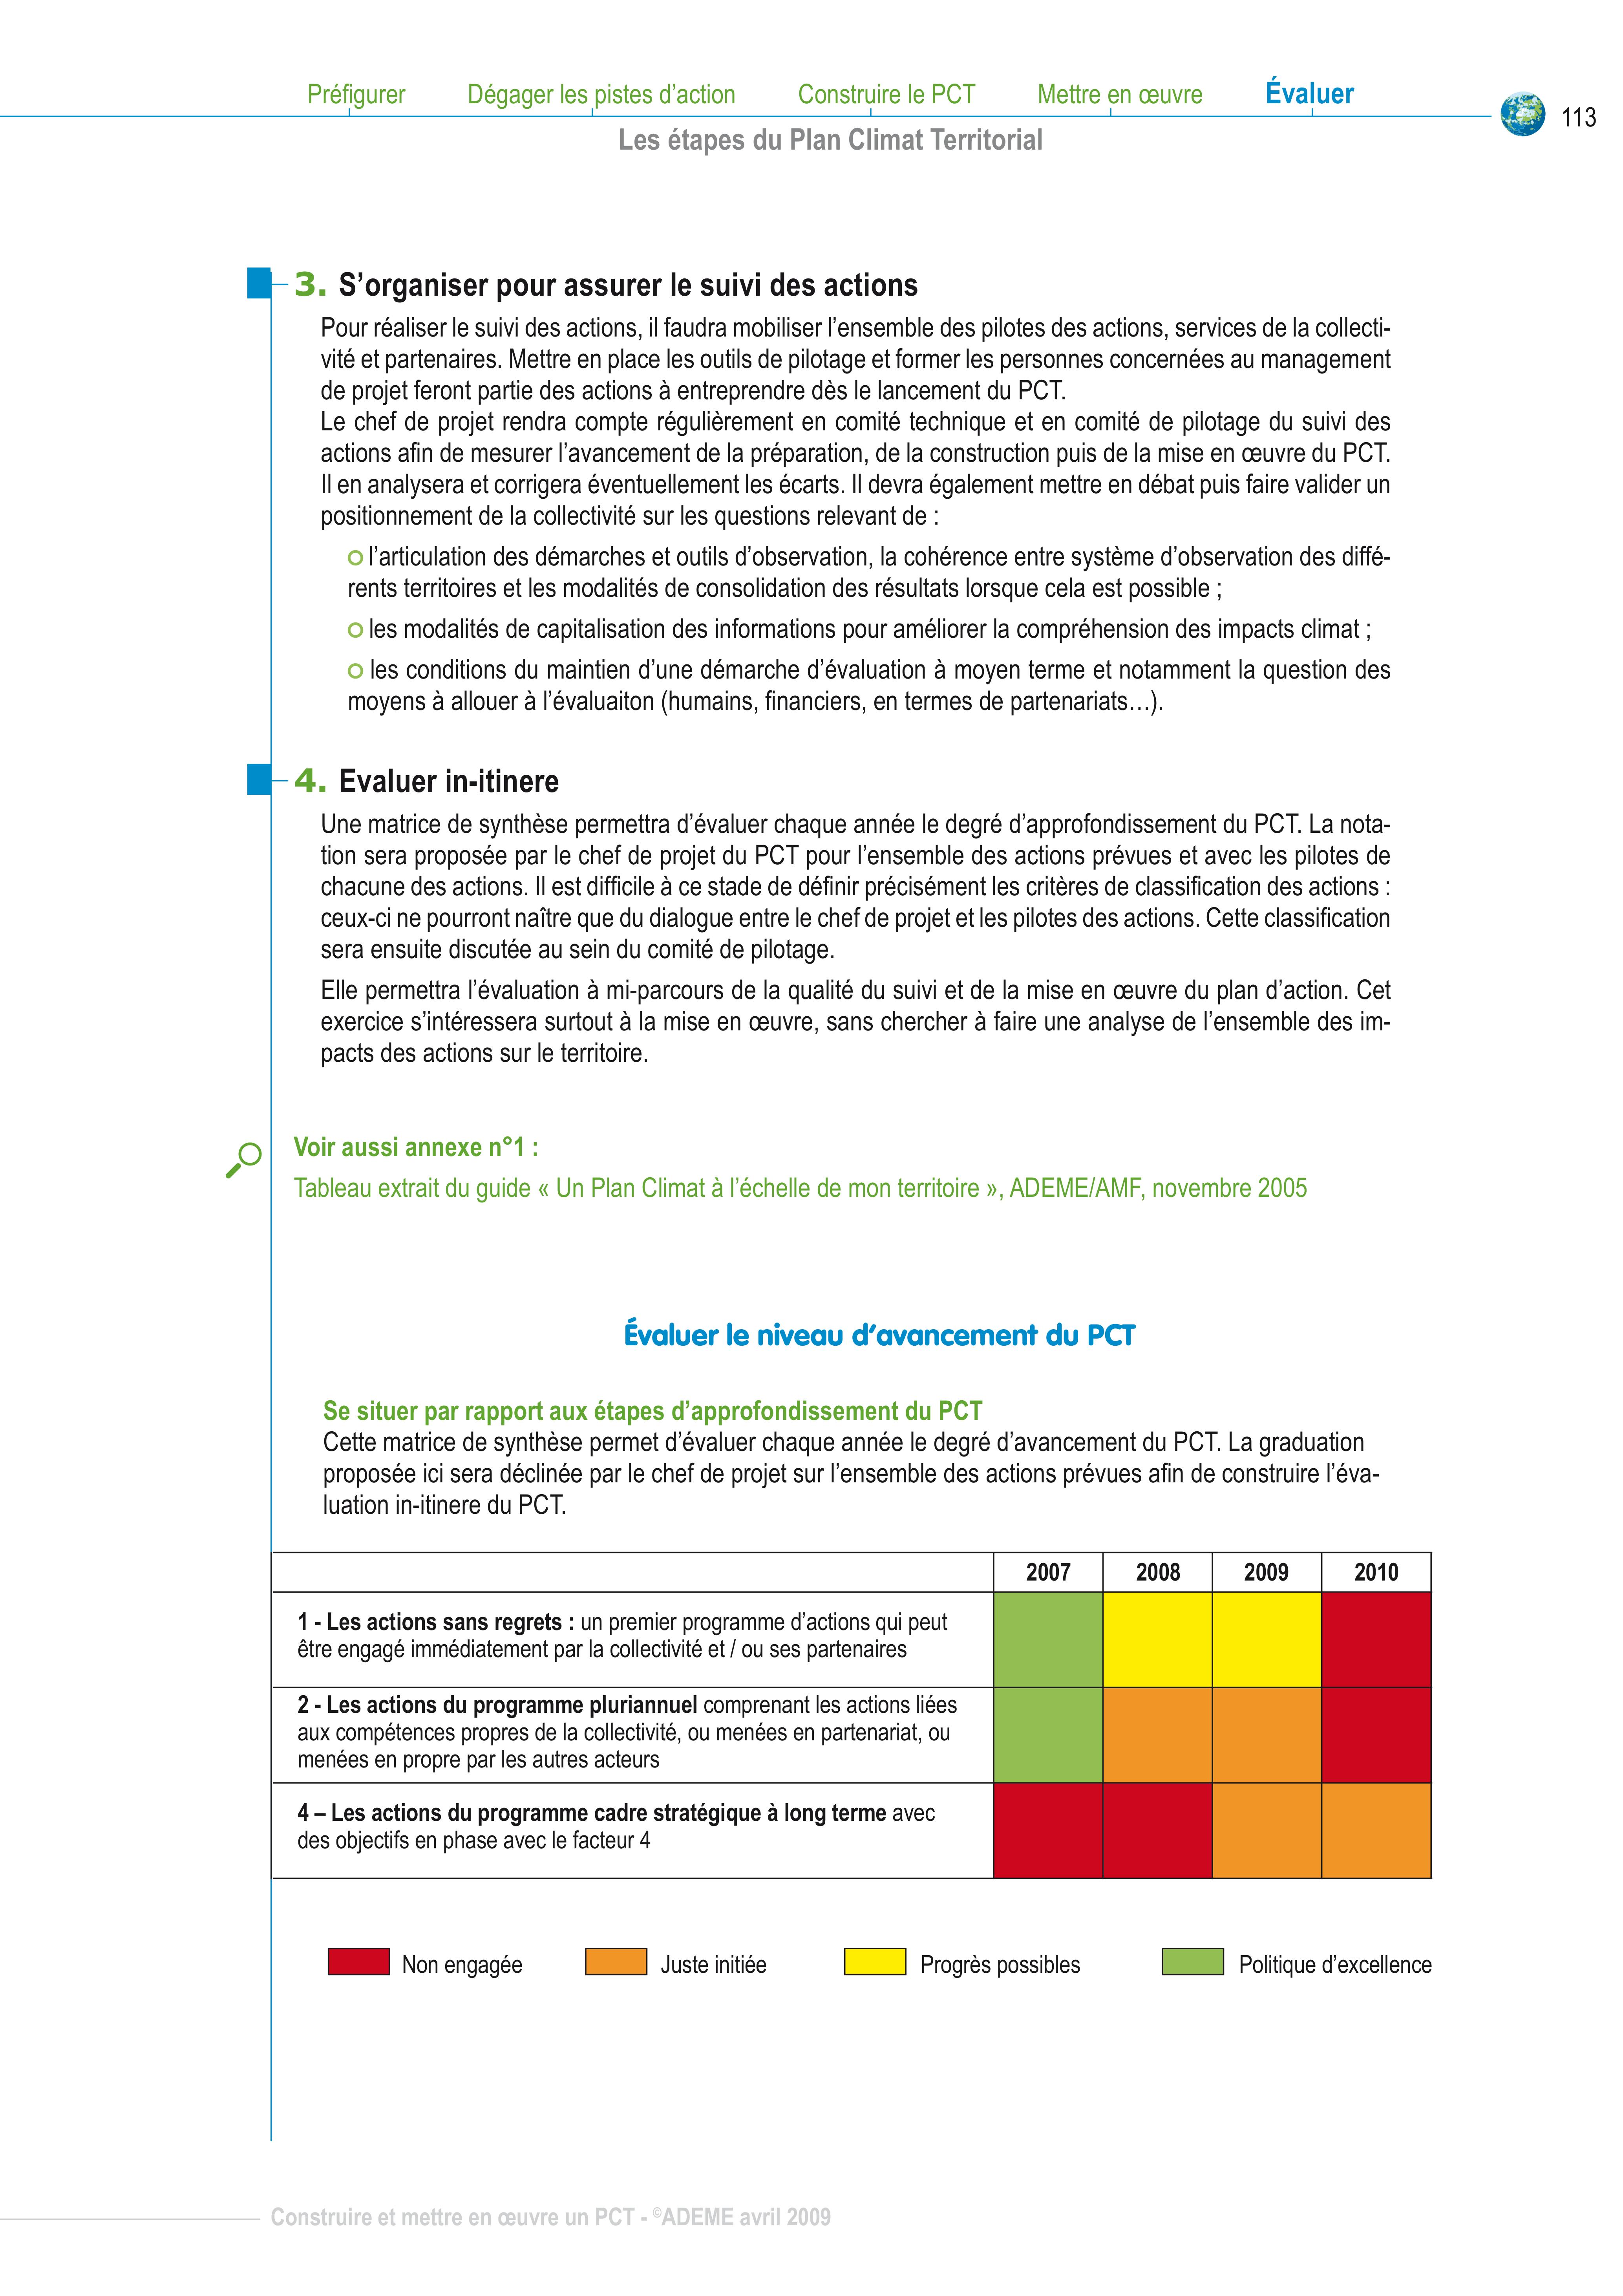 Préfigurer Dégager les pistes d’action Construire le PCT Mettre en œuvre Évaluer
113
Les étapes du Plan Climat Territorial
3. S’organiser pour assurer le suivi des actions
Pour réaliser le suivi des actions, il faudra mobiliser l’ensemble des pilotes des actions, services de la collecti-
vité et partenaires. Mettre en place les outils de pilotage et former les personnes concernées au management
de projet feront partie des actions à entreprendre dès le lancement du PCT.
Le chef de projet rendra compte régulièrement en comité technique et en comité de pilotage du suivi des
actions afin de mesurer l’avancement de la préparation, de la construction puis de la mise en œuvre du PCT.
Il en analysera et corrigera éventuellement les écarts. Il devra également mettre en débat puis faire valider un
positionnement de la collectivité sur les questions relevant de :
l’articulation des démarches et outils d’observation, la cohérence entre système d’observation des diffé-
rents territoires et les modalités de consolidation des résultats lorsque cela est possible ;
les modalités de capitalisation des informations pour améliorer la compréhension des impacts climat ;
les conditions du maintien d’une démarche d’évaluation à moyen terme et notamment la question des
moyens à allouer à l’évaluaiton (humains, financiers, en termes de partenariats…).
4. Evaluer in-itinere
Une matrice de synthèse permettra d’évaluer chaque année le degré d’approfondissement du PCT. La nota-
tion sera proposée par le chef de projet du PCT pour l’ensemble des actions prévues et avec les pilotes de
chacune des actions. Il est difficile à ce stade de définir précisément les critères de classification des actions :
ceux-ci ne pourront naître que du dialogue entre le chef de projet et les pilotes des actions. Cette classification
sera ensuite discutée au sein du comité de pilotage.
Elle permettra l’évaluation à mi-parcours de la qualité du suivi et de la mise en œuvre du plan d’action. Cet
exercice s’intéressera surtout à la mise en œuvre, sans chercher à faire une analyse de l’ensemble des im-
pacts des actions sur le territoire.
Voir aussi annexe n°1 :
Tableau extrait du guide « Un Plan Climat à l’échelle de mon territoire », ADEME/AMF, novembre 2005
Évaluer le niveau d’avancement du PCT
Se situer par rapport aux étapes d’approfondissement du PCT
Cette matrice de synthèse permet d’évaluer chaque année le degré d’avancement du PCT. La graduation
proposée ici sera déclinée par le chef de projet sur l’ensemble des actions prévues afin de construire l’éva-
luation in-itinere du PCT.
2007 2008 2009 2010
1 - Les actions sans regrets : un premier programme d’actions qui peut
être engagé immédiatement par la collectivité et / ou ses partenaires
2 - Les actions du programme pluriannuel comprenant les actions liées
aux compétences propres de la collectivité, ou menées en partenariat, ou
menées en propre par les autres acteurs
4 – Les actions du programme cadre stratégique à long terme avec
des objectifs en phase avec le facteur 4
Non engagée Juste initiée Progrès possibles Politique d’excellence
Construire et mettre en œuvre un PCT - ©ADEME avril 2009